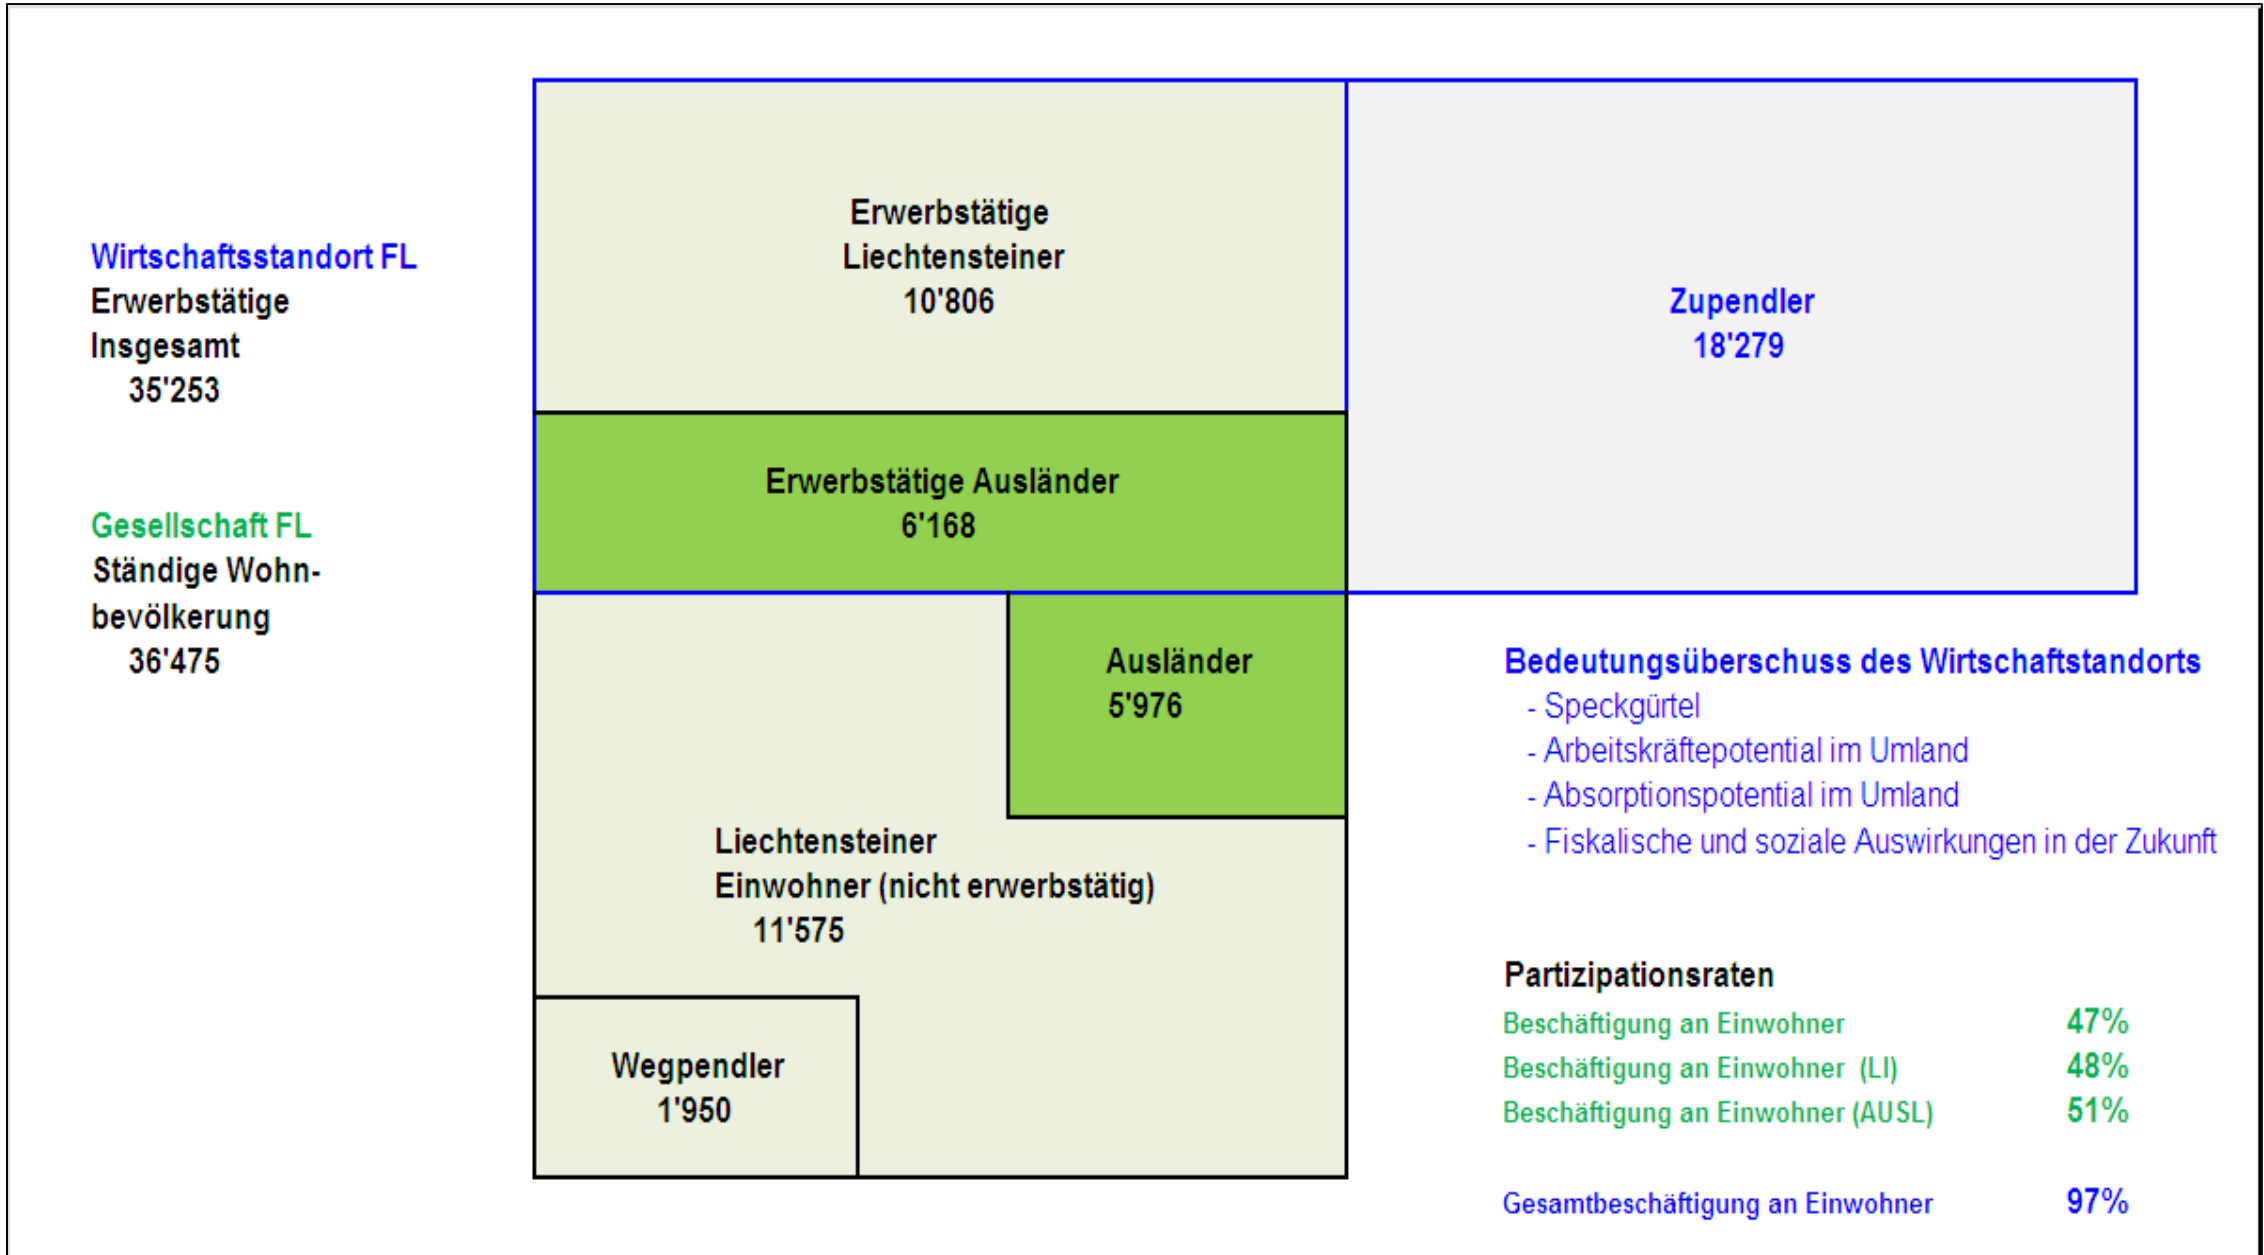 Wirtschaftsstandort FL
Erwerbstätige
Insgesamt
35'253
Gesellschaft FL
Ständige Wohn-
bevölkerung
36'475
Erwerbstätige
Liechtensteiner
10'806
Zupendler
18'279
Erwerbstätige Ausländer
6'168
Ausländer
5'976
Liechtensteiner
Einwohner (nicht erwerbstätig)
11'575
Wegpendler
1'950
Bedeutungsüberschuss des Wirtschaftstandorts
- Speckgürtel
- Arbeitskräftepotential im Umland
- Absorptionspotential im Umland
- Fiskalische und soziale Auswirkungen in der Zukunft
Partizipationsraten
Beschäftigung an Einwohner 47%
Beschäftigung an Einwohner (LI) 48%
Beschäftigung an Einwohner (AUSL) 51%
Gesamtbeschäftigung an Einwohner 97%